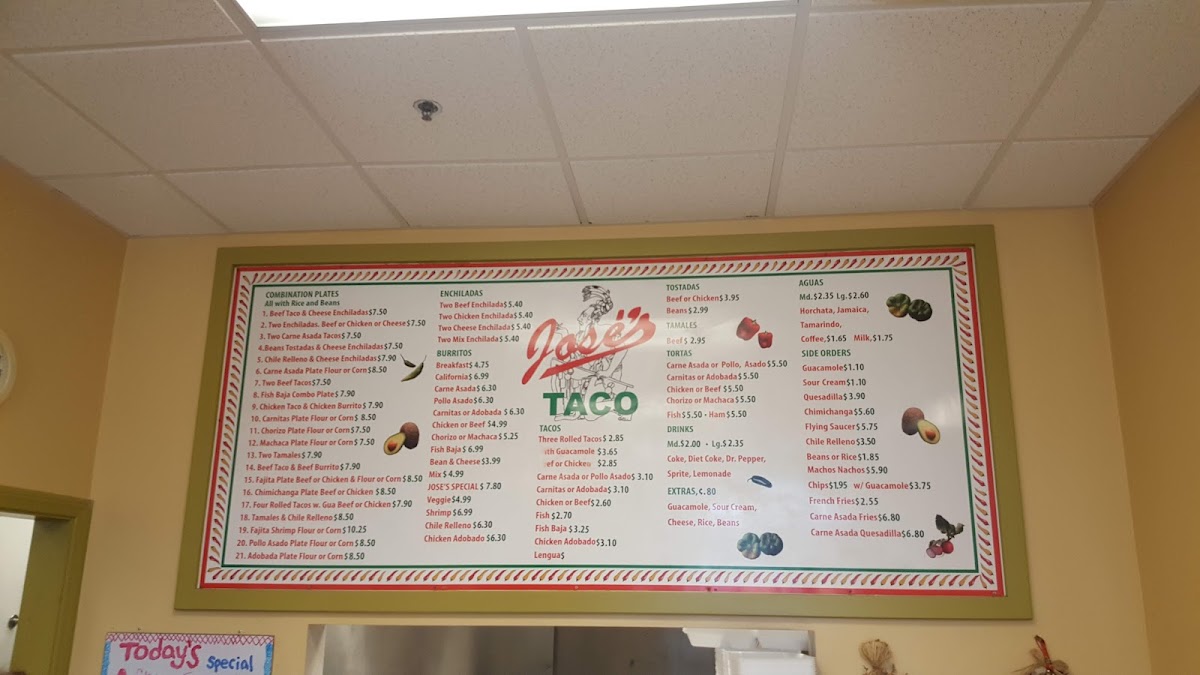 COMBINATION PLATES
All with Rice and Beans
1. Beef Taco & Cheese Enchiladas $7.50
2. Two Enchiladas. Beef or Chicken or Cheese $7.50
3. Two Carne Asada Tacos $7.50
4.Beans Tostadas & Cheese Enchiladas $7.50
5. Chile Relleno & Cheese Enchiladas $7.90
6. Carne Asada Plate Flour or Corn $8.50
7. Two Beef Tacos $7.50
8. Fish Baja Combo Plate $7.90
9. Chicken Taco & Chicken Burrito $7.90
10. Carnitas Plate Flour or Corn $8.50
11. Chorizo Plate Flour or Corn $7.50
12. Machaca Plate Flour or Corn $7.50
13. Two Tamales $7.90
14. Beef Taco & Beef Burrito $7.90
15. Fajita Plate Beef or Chicken & Flour or Corn $8.50
16. Chimichanga Plate Beef or Chicken $8.50
17. Four Rolled Tacos w. Gua Beef or Chicken $7.90
18. Tamales & Chile Relleno $8.50
19. Fajita Shrimp Flour or Corn $10.25
20. Pollo Asado Plate Flour or Corn $8.50
21. Adobada Plate Flour or Corn $8.50
ENCHILADAS
Two Beef Enchilada $5.40
Two Chicken Enchilada $5.40
Two Cheese Enchilada $5.40
Two Mix Enchilada $5.40
BURRITOS
Breakfast $4.75
California $6.99
Carne Asada $6.30
Pollo Asado $6.30
Carnitas or Adobada $6.30
Chicken or Beef $4.99
Chorizo or Machaca $5.25
Fish Baja $6.99
Bean & Cheese $3.99
Mix $4.99
JOSE'S SPECIAL $7.80
Veggie $4.99
Shrimp $6.99
Chile Relleno $6.30
Chicken Adobado $6.30
José's
TACO
TACOS
Three Rolled Tacos $2.85
th Guacamole $3.65
ef or Chicken $2.85
Carne Asada or Pollo Asado $3.10
Carnitas or Adobada $3.10
Chicken or Beef $2.60
Fish $2.70
Fish Baja $3.25
Chicken Adobado $3.10
Lengua $
TOSTADAS
Beef or Chicken $3.95
Beans $2.99
TAMALES
Beef $2.95
TORTAS
Carne Asada or Pollo, Asado $5.50
Carnitas or Adobada $5.50
Chicken or Beef $5.50
Chorizo or Machaca $5.50
Fish $5.50 • Ham $5.50
DRINKS
Md.$2.00 • Lg.$2.35
Coke, Diet Coke, Dr. Pepper,
Sprite, Lemonade
EXTRAS, ¢.80
Guacamole, Sour Cream,
Cheese, Rice, Beans
AGUAS
Md.$2.35 Lg.$2.60
Horchata, Jamaica,
Tamarindo,
Coffee, $1.65 Milk, $1.75
SIDE ORDERS
Guacamole $1.10
Sour Cream $1.10
Quesadilla $3.90
Chimichanga $5.60
Flying Saucer $5.75
Chile Relleno $3.50
Beans or Rice $1.85
Machos Nachos $5.90
Chips $1.95 w/ Guacamole $3.75
French Fries $2.55
Carne Asada Fries $6.80
Carne Asada Quesadilla $6.80
Today's Special